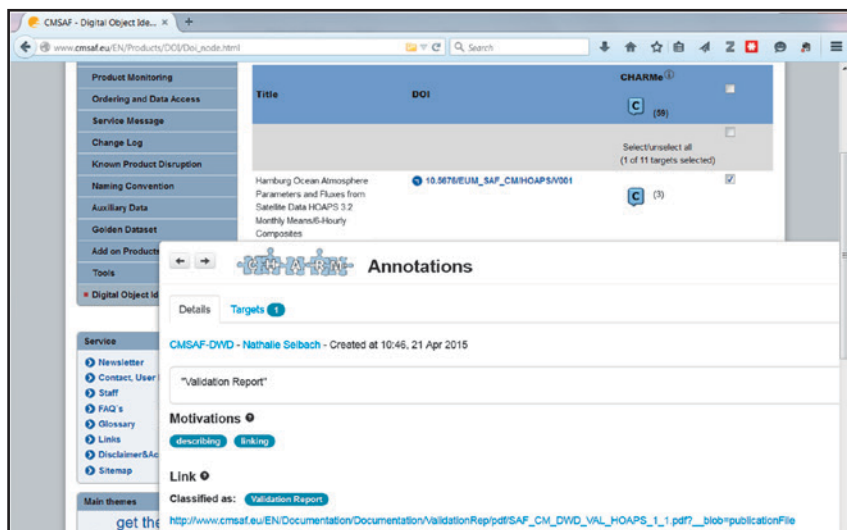 CMSAF - Digital Object Ide... × +
www.cmsaf.eu/EN/Products/DOI/Doi_node.html
Search
Product Monitoring
Ordering and Data Access
Service Message
Change Log
Known Product Disruption
Naming Convention
Auxiliary Data
Golden Dataset
Add on Products
Tools
Digital Object Id
Title
DOI
CHARMe
C (59)
Select/unselect all
(1 of 11 targets selected)
Hamburg Ocean Atmosphere
Parameters and Fluxes from
Satellite Data HOAPS 3.2
Monthly Means/6-Hourly
Composites
10.5676/EUM_SAF_CM/HOAPS/V001
C (3)
Service
Newsletter
Contact, User
Staff
FAQ's
Glossary
Links
Disclaimer&Ac
Sitemap
Main themes
get the
Annotations
Details
Targets 1
CMSAF-DWD - Nathalie Selbach - Created at 10:46, 21 Apr 2015
"Validation Report"
Motivations
describing linking
Link
Classified as: Validation Report
http://www.cmsaf.eu/EN/Documentation/Documentation/ValidationRep/pdf/SAF_CM_DWD_VAL_HOAPS_1_1.pdf?__blob=publicationFile